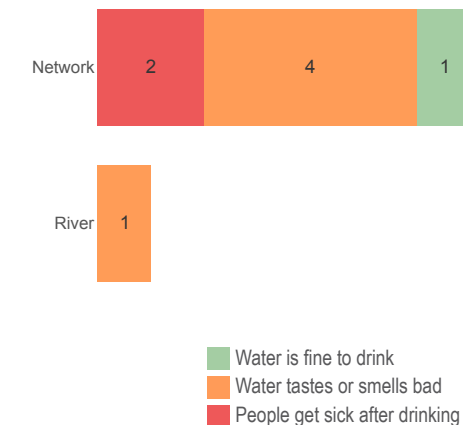 Network 2 4 1
River 1
Water is fine to drink
Water tastes or smells bad
People get sick after drinking